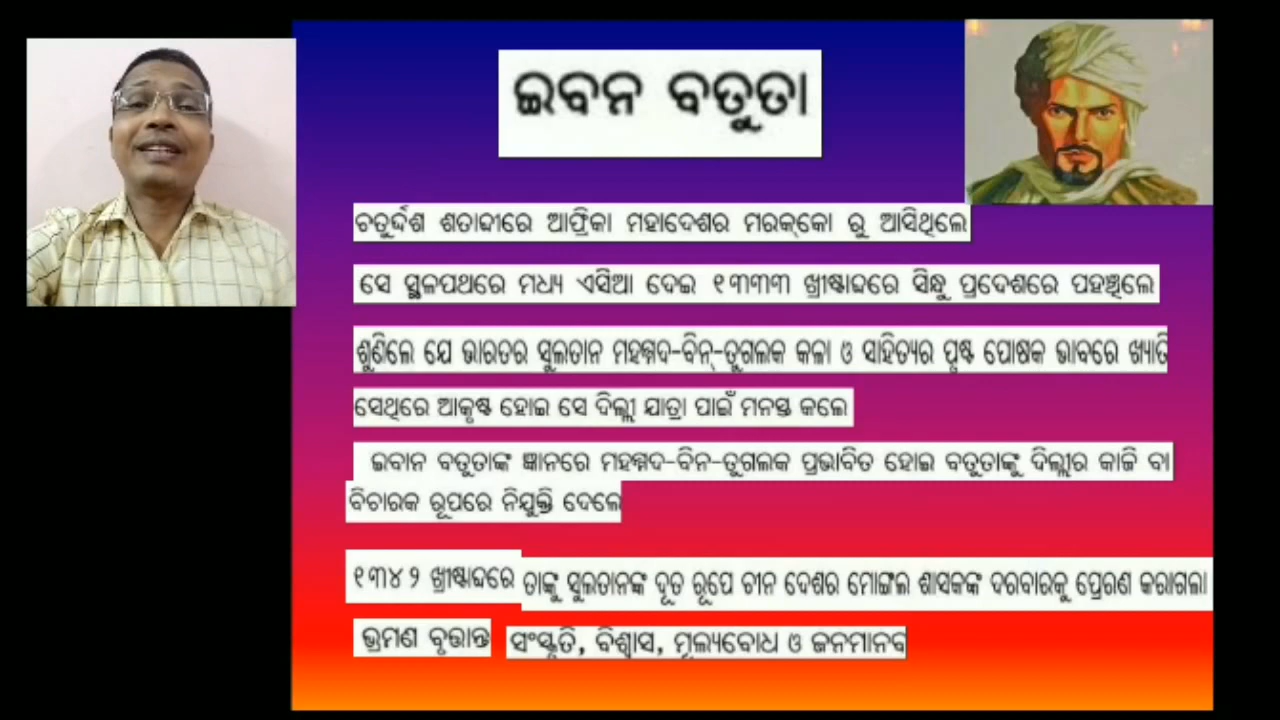 ଇବନ ବତୁତା
ଚତୁର୍ଦ୍ଦଶ ଶତାବ୍ଦୀରେ ଆଫ୍ରିକା ମହାଦେଶର ମରକ୍‌କୋ ରୁ ଆସିଥିଲେ
ସେ ସ୍ଥଳପଥରେ ମଧ୍ୟ ଏସିଆ ଦେଇ ୧୩୩୩ ଖ୍ରୀଷ୍ଟାବ୍ଦରେ ସିନ୍ଧୁ ପ୍ରଦେଶରେ ପହଞ୍ଚିଲେ
ଶୁଣିଲେ ଯେ ଭାରତର ସୁଲତାନ ମହମ୍ମଦ-ବିନ୍-ତୁଗଲକ କଳା ଓ ସାହିତ୍ୟର ପୃଷ୍ଟ ପୋଷକ ଭାବରେ ଖ୍ୟାତି
ସେଥିରେ ଆକୃଷ୍ଟ ହୋଇ ସେ ଦିଲ୍ଲୀ ଯାତ୍ରା ପାଇଁ ମନସ୍ତ କଲେ
ଇବାନ ବତୁତାଙ୍କ ଜ୍ଞାନରେ ମହମ୍ମଦ-ବିନ-ତୁଗଲକ ପ୍ରଭାବିତ ହୋଇ ବତୁତାଙ୍କୁ ଦିଲ୍ଲୀର କାଜି ବା
ବିଚାରକ ରୂପରେ ନିଯୁକ୍ତି ଦେଲେ
୧୩୪୨ ଖ୍ରୀଷ୍ଟାବ୍ଦରେ ତାଙ୍କୁ ସୁଲତାନଙ୍କ ଦୂତ ରୂପେ ଚୀନ ଦେଶର ମୋଙ୍ଗଲ ଶାସକଙ୍କ ଦରବାରକୁ ପ୍ରେରଣ କରାଗଲା
ଭ୍ରମଣ ବୃତ୍ତାନ୍ତ ସଂସ୍କୃତି, ବିଶ୍ୱାସ, ମୂଲ୍ୟବୋଧ ଓ ଜନମାନବ